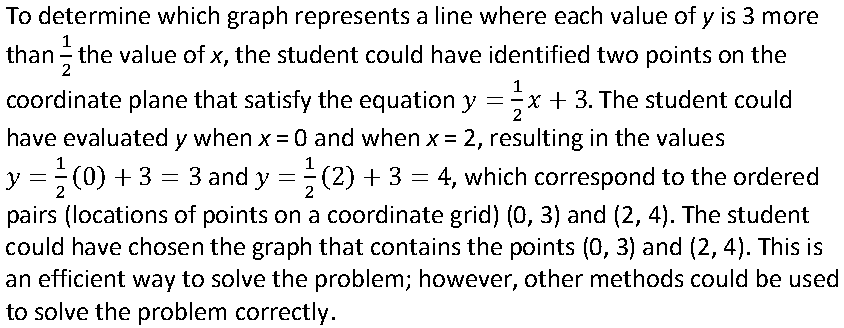 To determine which graph represents a line where each value of y is 3 more
than 1/2 the value of x, the student could have identified two points on the
coordinate plane that satisfy the equation y = 1/2 x + 3. The student could
have evaluated y when x = 0 and when x = 2, resulting in the values
y = 1/2 (0) + 3 = 3 and y = 1/2 (2) + 3 = 4, which correspond to the ordered
pairs (locations of points on a coordinate grid) (0, 3) and (2, 4). The student
could have chosen the graph that contains the points (0, 3) and (2, 4). This is
an efficient way to solve the problem; however, other methods could be used
to solve the problem correctly.